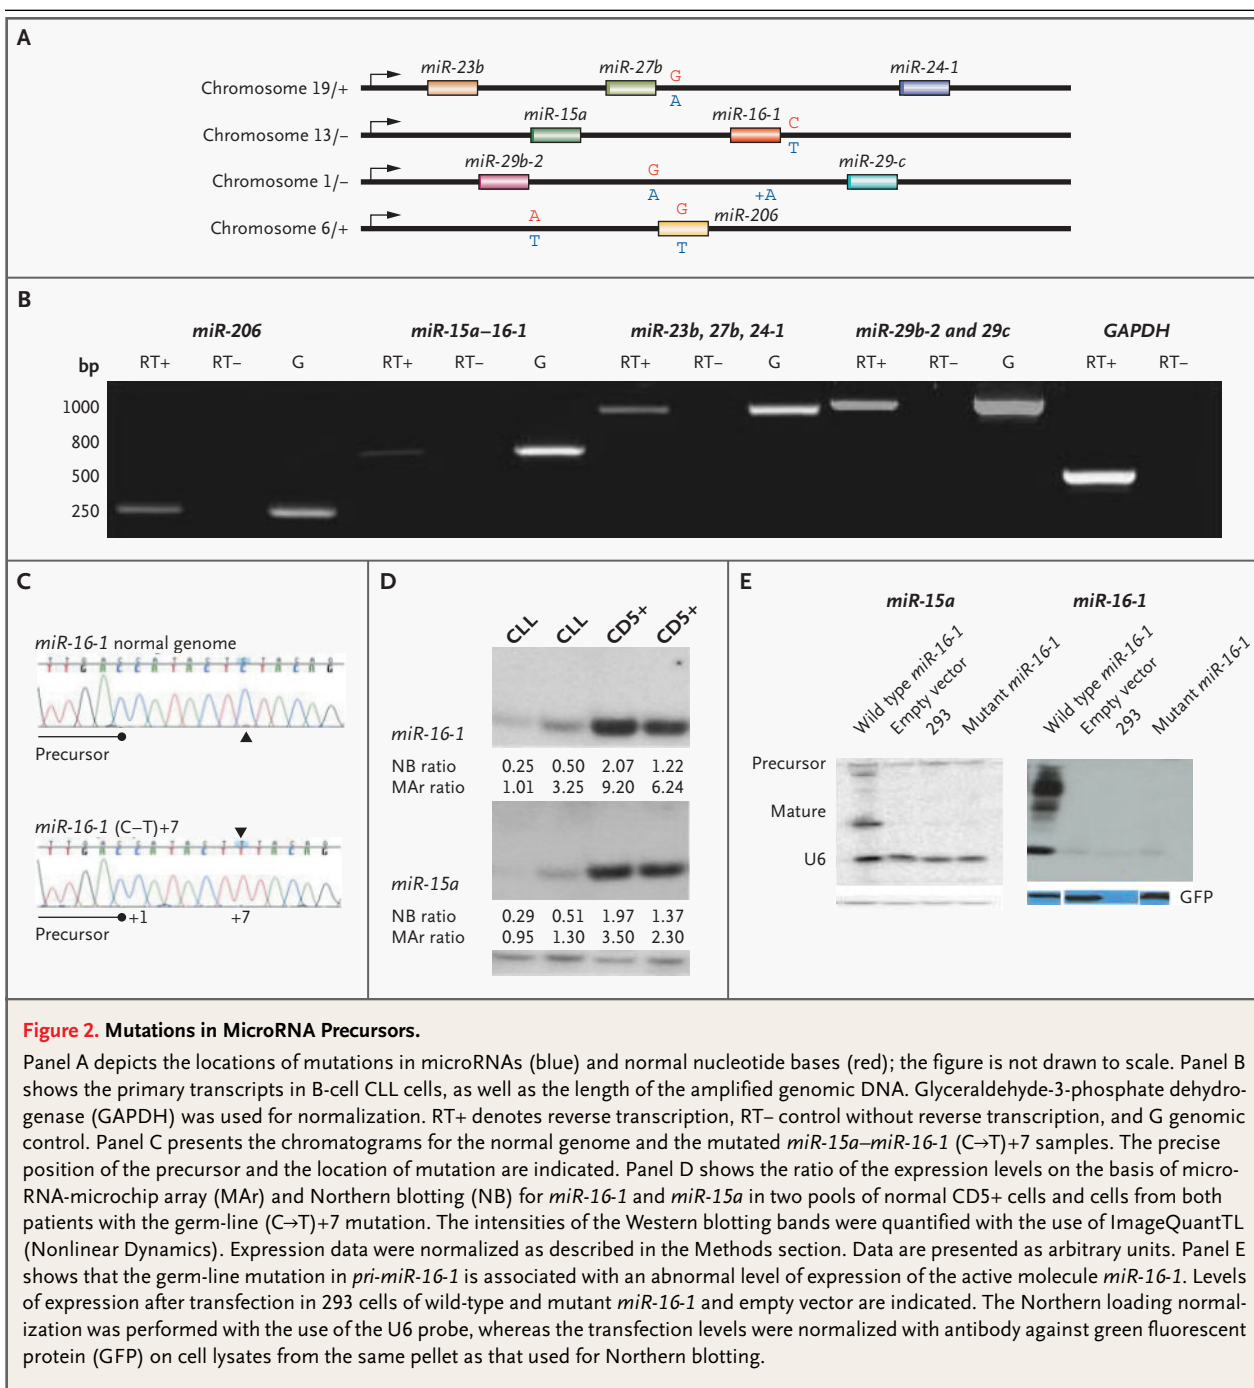 A
miR-23b miR-27b G miR-24-1
Chromosome 19/+
A
miR-15a miR-16-1 C
Chromosome 13/–
T
miR-29b-2 G miR-29-c
Chromosome 1/–
A +A
A G miR-206
Chromosome 6/+
T T
B
miR-206 miR-15a–16-1 miR-23b, 27b, 24-1 miR-29b-2 and 29c GAPDH
bp RT+ RT– G RT+ RT– G RT+ RT– G RT+ RT– G RT+ RT–
1000
800
500
250
C
miR-16-1 normal genome
T T G A C C A T A C T C T A C A G
Precursor
miR-16-1 (C–T)+7
T T G A C C A T A C T T T A C A G
+1 +7
Precursor
D
CLL CLL CD5+ CD5+
miR-16-1
NB ratio 0.25 0.50 2.07 1.22
MAr ratio 1.01 3.25 9.20 6.24
miR-15a
NB ratio 0.29 0.51 1.97 1.37
MAr ratio 0.95 1.30 3.50 2.30
E
miR-15a miR-16-1
Wild type miR-16-1 Empty vector 293 Mutant miR-16-1 Wild type miR-16-1 Empty vector 293 Mutant miR-16-1
Precursor
Mature
U6
GFP
Figure 2. Mutations in MicroRNA Precursors.
Panel A depicts the locations of mutations in microRNAs (blue) and normal nucleotide bases (red); the figure is not drawn to scale. Panel B
shows the primary transcripts in B-cell CLL cells, as well as the length of the amplified genomic DNA. Glyceraldehyde-3-phosphate dehydro-
genase (GAPDH) was used for normalization. RT+ denotes reverse transcription, RT– control without reverse transcription, and G genomic
control. Panel C presents the chromatograms for the normal genome and the mutated miR-15a–miR-16-1 (C→T)+7 samples. The precise
position of the precursor and the location of mutation are indicated. Panel D shows the ratio of the expression levels on the basis of micro-
RNA-microchip array (MAr) and Northern blotting (NB) for miR-16-1 and miR-15a in two pools of normal CD5+ cells and cells from both
patients with the germ-line (C→T)+7 mutation. The intensities of the Western blotting bands were quantified with the use of ImageQuantTL
(Nonlinear Dynamics). Expression data were normalized as described in the Methods section. Data are presented as arbitrary units. Panel E
shows that the germ-line mutation in pri-miR-16-1 is associated with an abnormal level of expression of the active molecule miR-16-1. Levels
of expression after transfection in 293 cells of wild-type and mutant miR-16-1 and empty vector are indicated. The Northern loading normal-
ization was performed with the use of the U6 probe, whereas the transfection levels were normalized with antibody against green fluorescent
protein (GFP) on cell lysates from the same pellet as that used for Northern blotting.